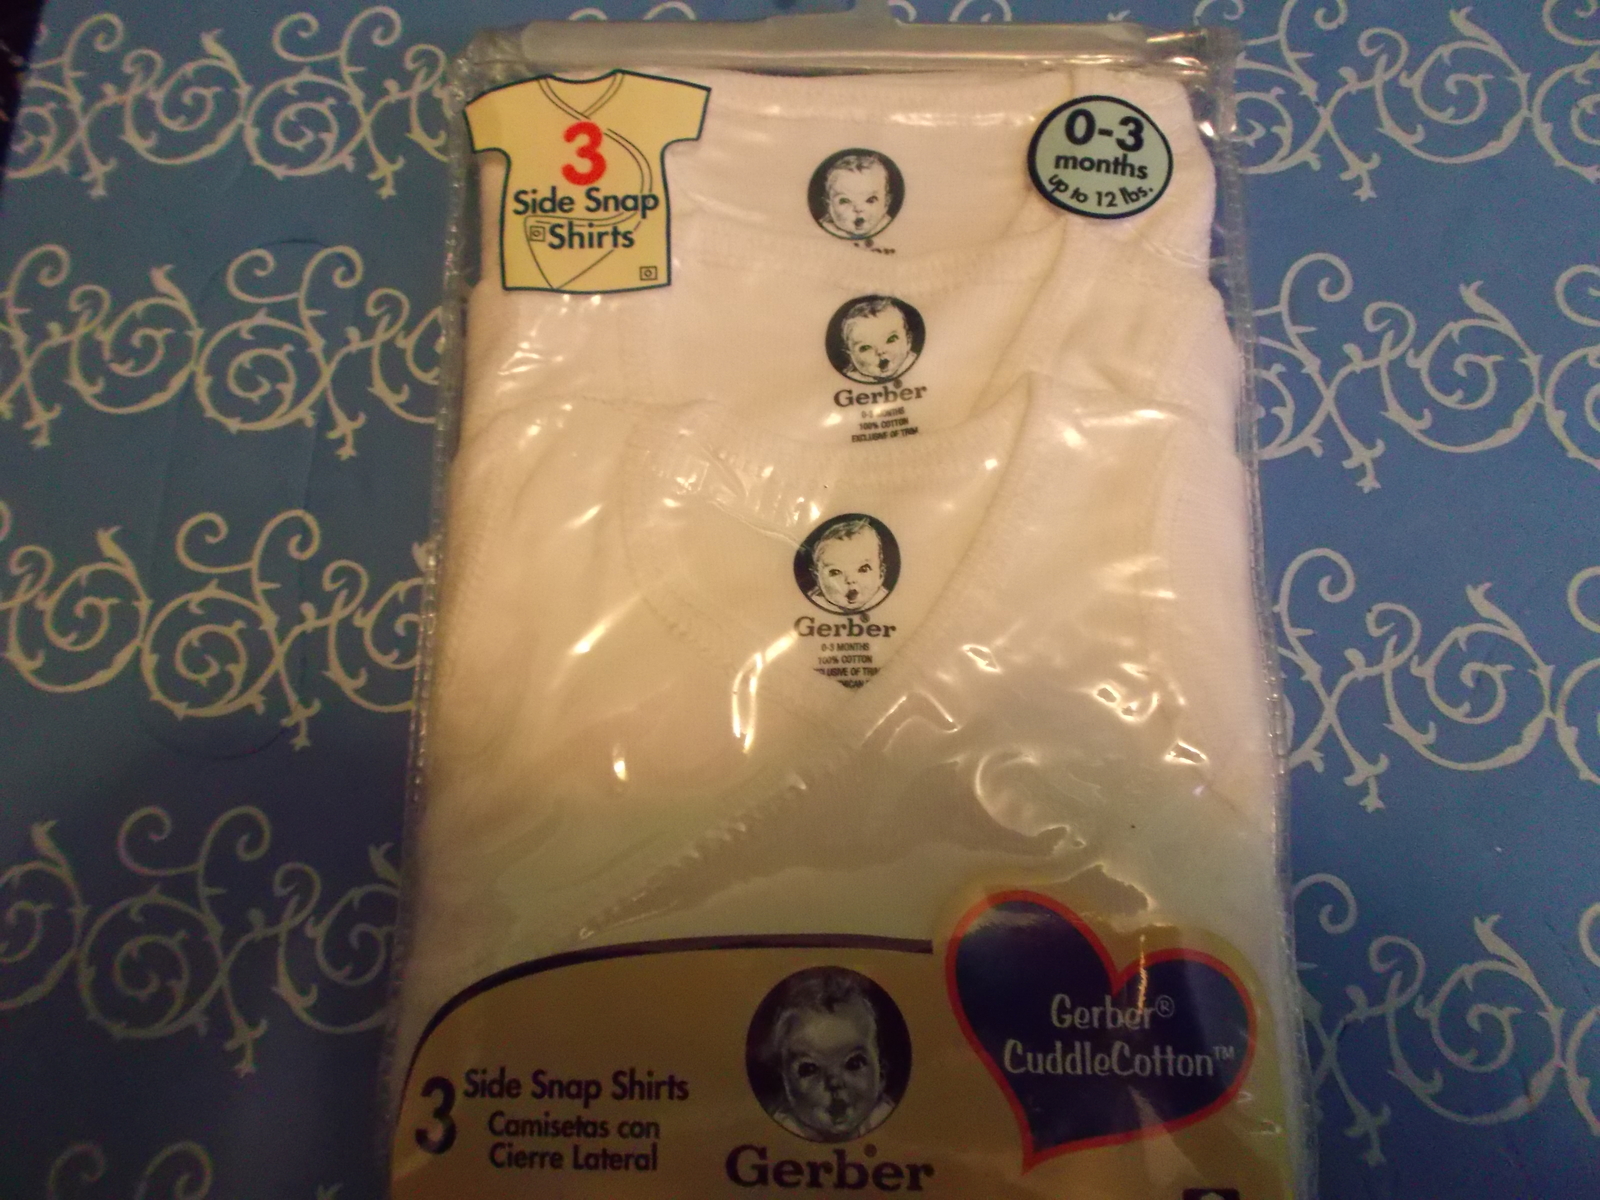 3
Side Snap
Shirts
0-3
months
up to 12 lbs.
Gerber®
0-3 MONTHS
100% COTTON
EXCLUSIVE OF TRIM
Gerber®
0-3 MONTHS
100% COTTON
Gerber®
CuddleCotton™
3 Side Snap Shirts
Camisetas con
Cierre Lateral
Gerber